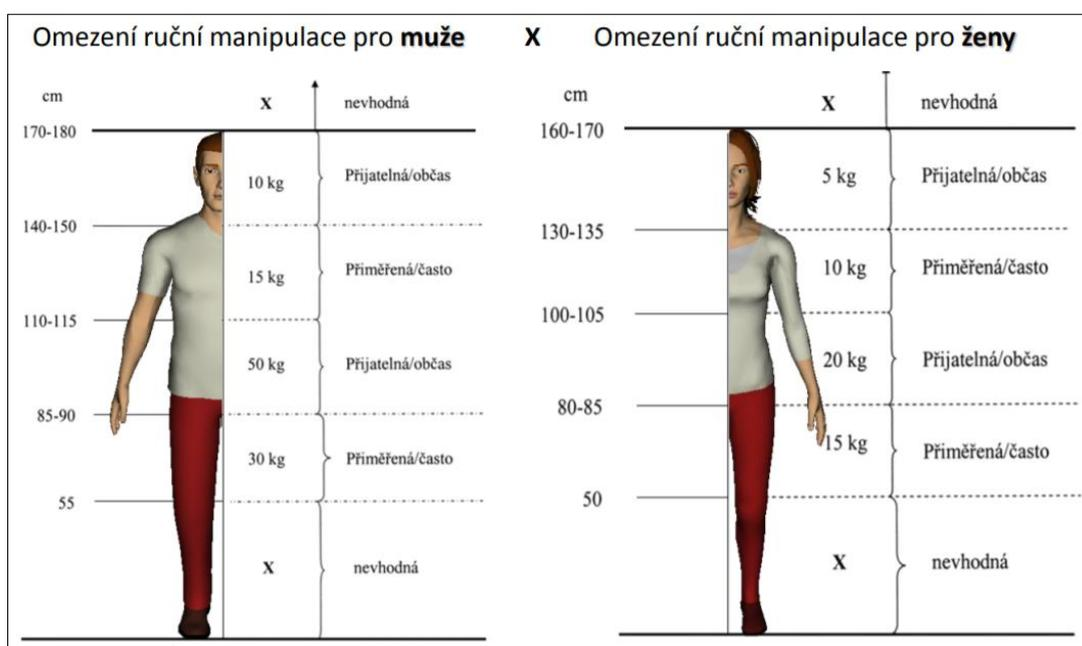 Omezení ruční manipulace pro muže
X
Omezení ruční manipulace pro ženy
cm
X
nevhodná
170-180
10 kg
Přijatelná/občas
140-150
15 kg
Přiměřená/často
110-115
50 kg
Přijatelná/občas
85-90
30 kg
Přiměřená/často
55
X
nevhodná
cm
X
nevhodná
160-170
5 kg
Přijatelná/občas
130-135
10 kg
Přiměřená/často
100-105
20 kg
Přijatelná/občas
80-85
15 kg
Přiměřená/často
50
X
nevhodná